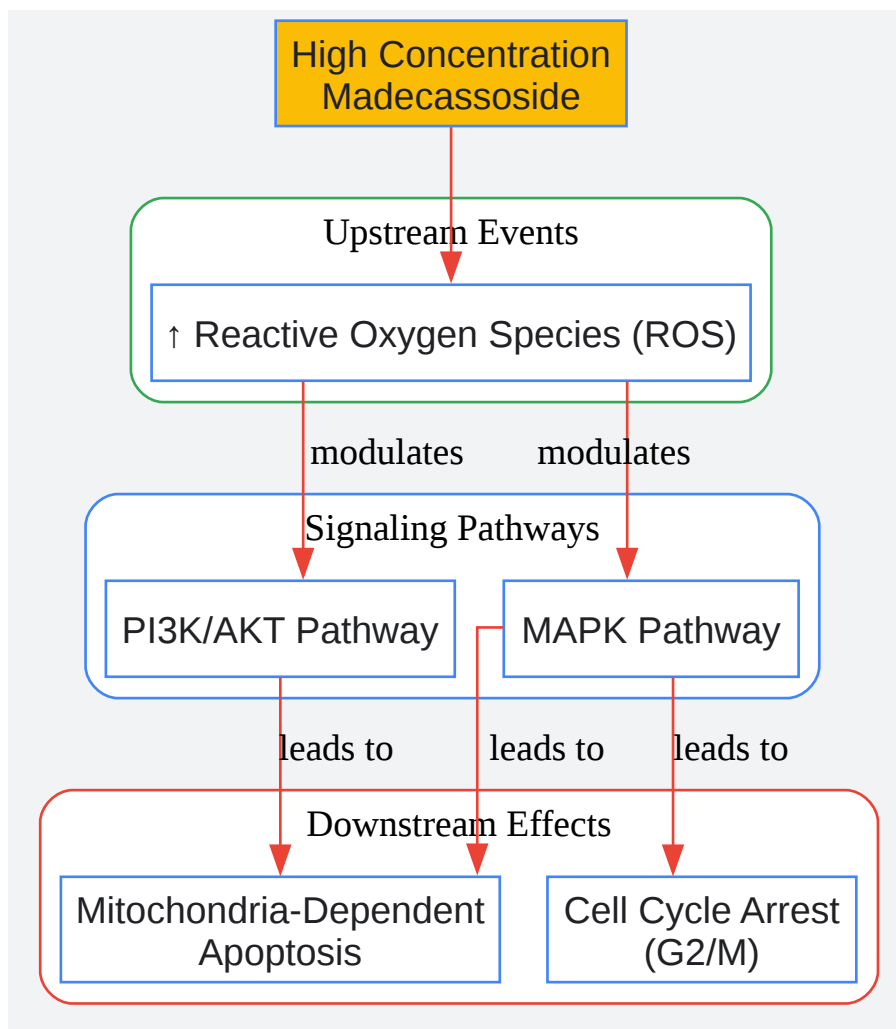 High Concentration
Madecassoside
Upstream Events
↑ Reactive Oxygen Species (ROS)
modulates
modulates
Signaling Pathways
PI3K/AKT Pathway
MAPK Pathway
leads to
leads to
leads to
Downstream Effects
Mitochondria-Dependent
Apoptosis
Cell Cycle Arrest
(G2/M)